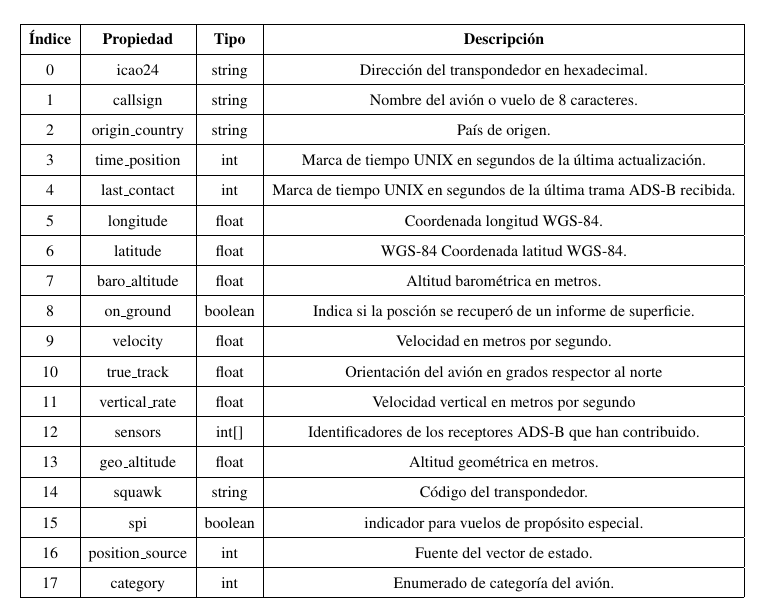 Índice Propiedad Tipo Descripción
0 icao24 string Dirección del transpondedor en hexadecimal.
1 callsign string Nombre del avión o vuelo de 8 caracteres.
2 origin_country string País de origen.
3 time_position int Marca de tiempo UNIX en segundos de la última actualización.
4 last_contact int Marca de tiempo UNIX en segundos de la última trama ADS-B recibida.
5 longitude float Coordenada longitud WGS-84.
6 latitude float WGS-84 Coordenada latitud WGS-84.
7 baro_altitude float Altitud barométrica en metros.
8 on_ground boolean Indica si la posción se recuperó de un informe de superficie.
9 velocity float Velocidad en metros por segundo.
10 true_track float Orientación del avión en grados respector al norte
11 vertical_rate float Velocidad vertical en metros por segundo
12 sensors int[] Identificadores de los receptores ADS-B que han contribuido.
13 geo_altitude float Altitud geométrica en metros.
14 squawk string Código del transpondedor.
15 spi boolean indicador para vuelos de propósito especial.
16 position_source int Fuente del vector de estado.
17 category int Enumerado de categoría del avión.